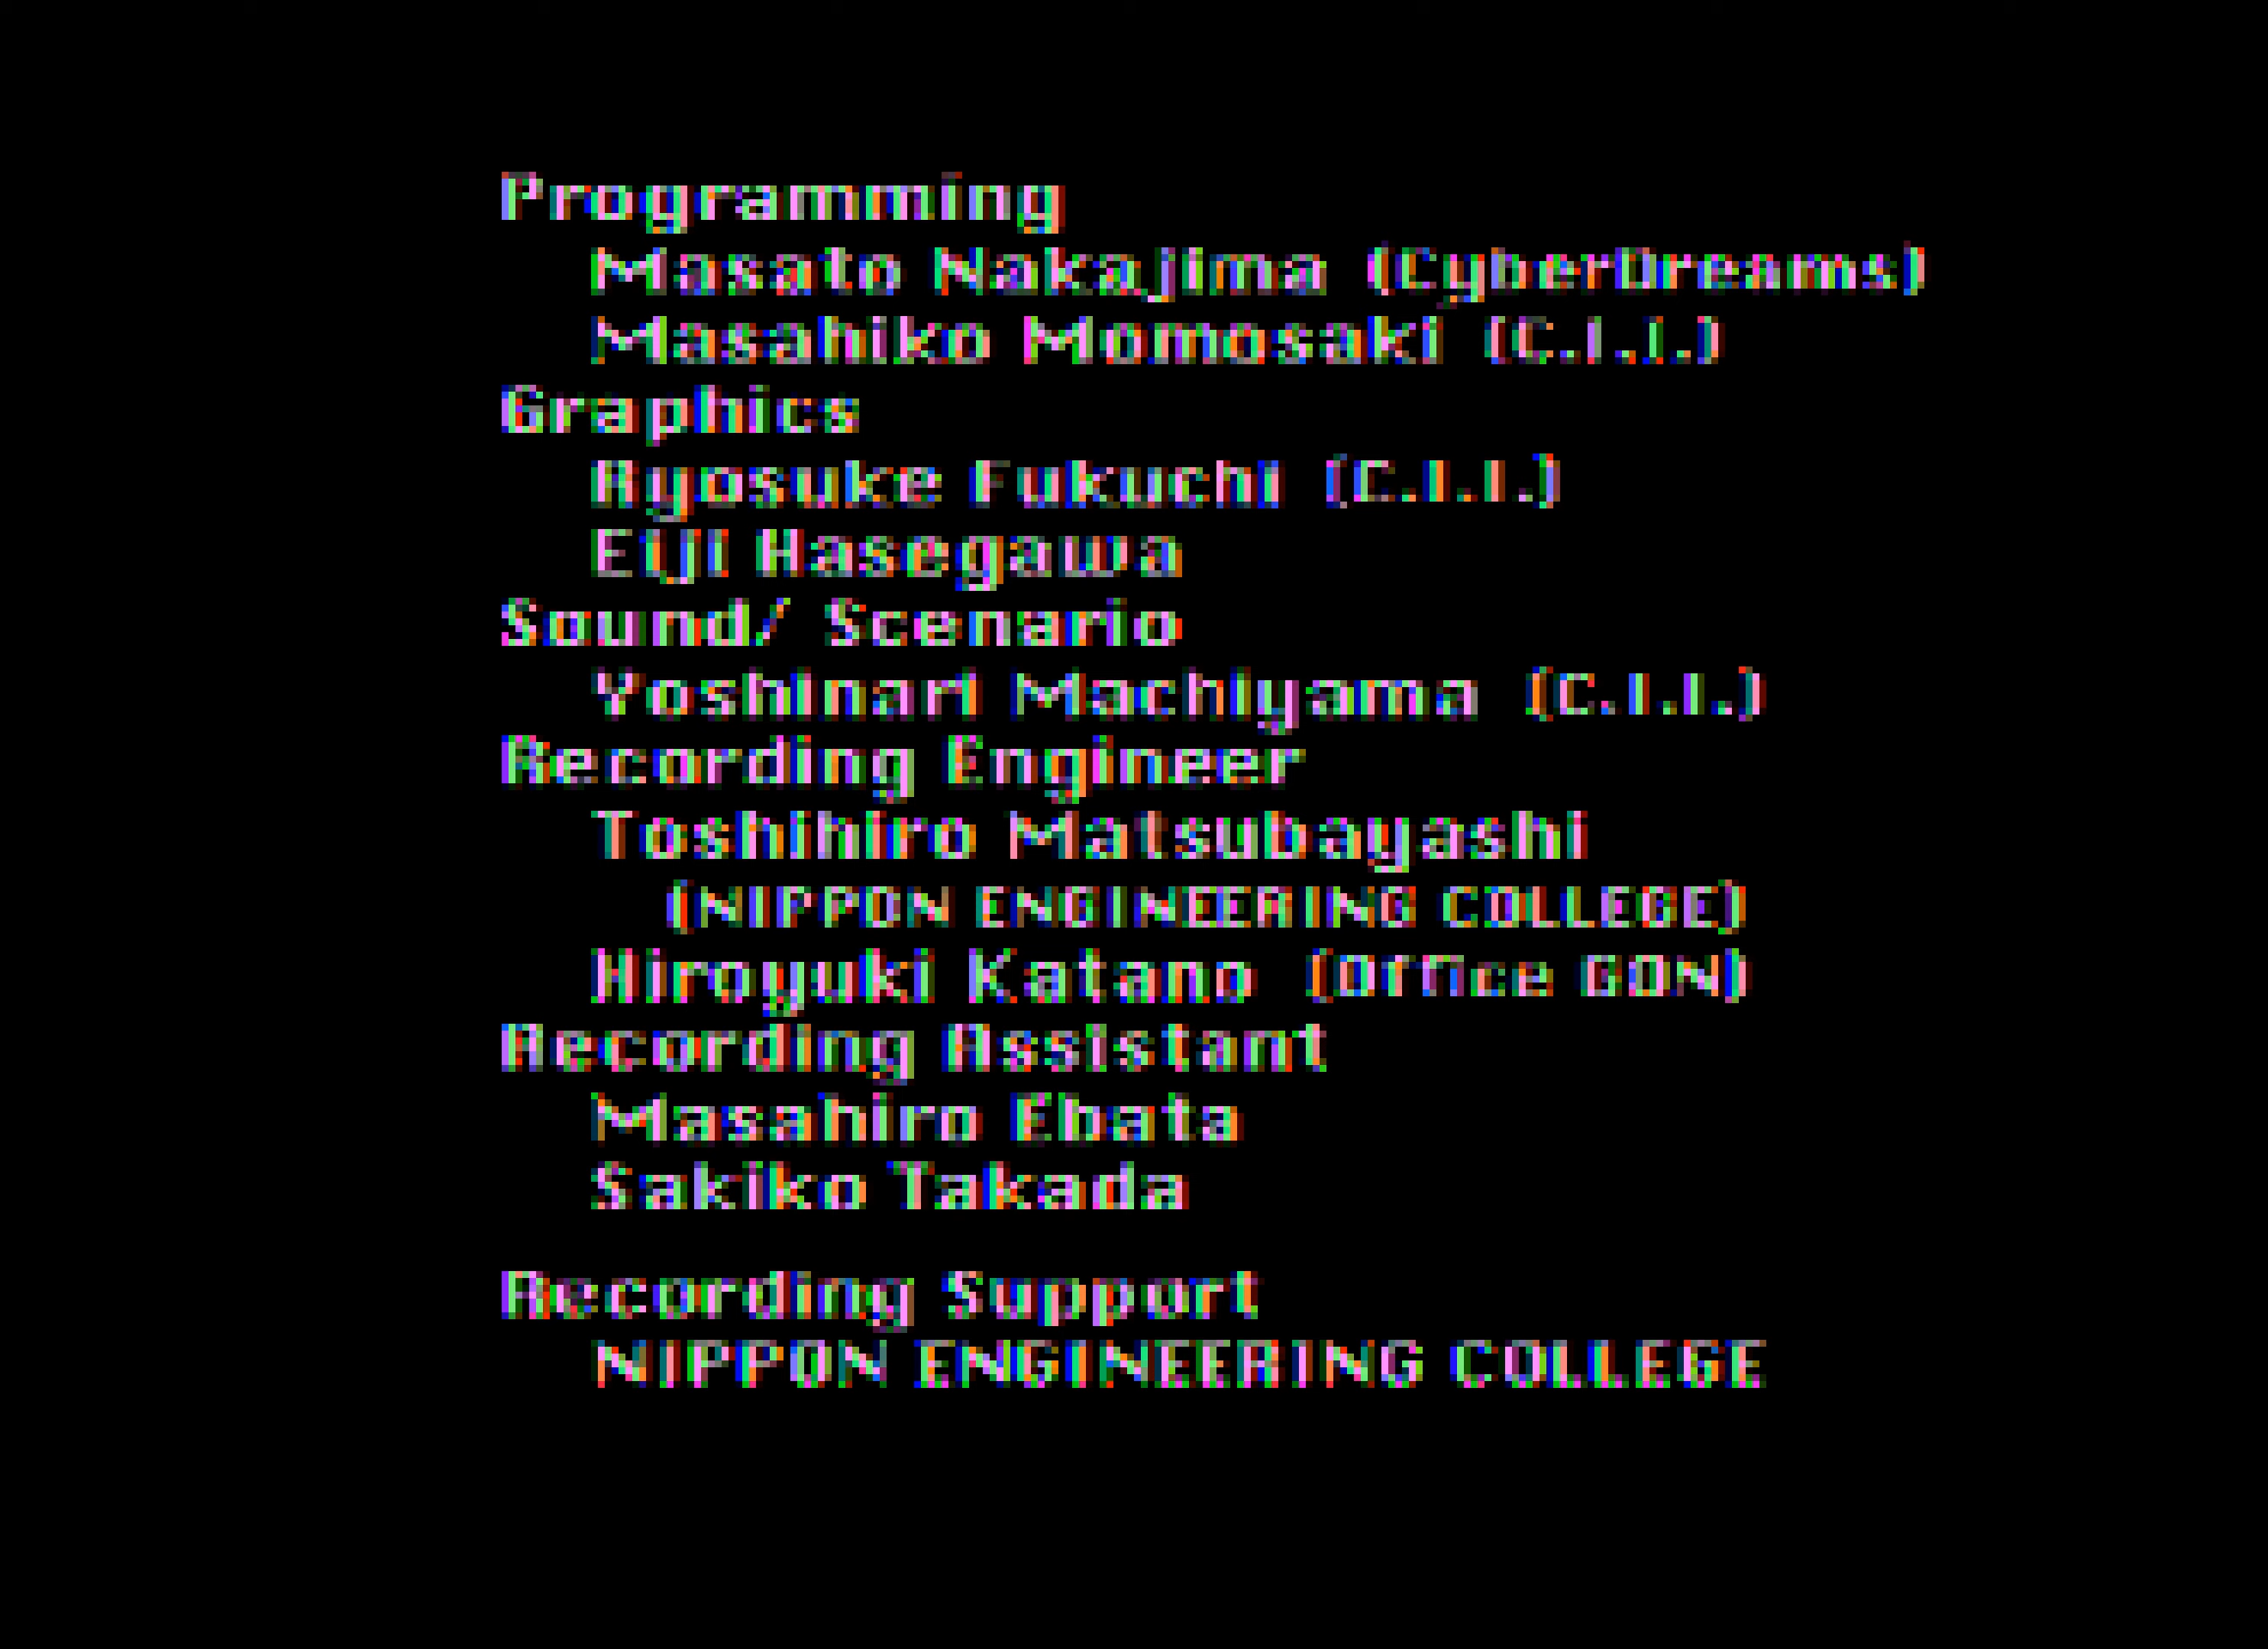 Programming
Masato Nakajima (CyberDreams)
Masahiko Momosaki (C.I.I.)
Graphics
Ryosuke Fukuchi (C.I.I.)
Eiji Hasegawa
Sound/ Scenario
Yoshinari Machiyama (C.I.I.)
Recording Engineer
Toshihiro Matsubayashi
(NIPPON ENGINEERING COLLEGE)
Hiroyuki Katano (Office GON)
Recording Assistant
Masahiro Ebata
Sakiko Takada
Recording Support
NIPPON ENGINEERING COLLEGE